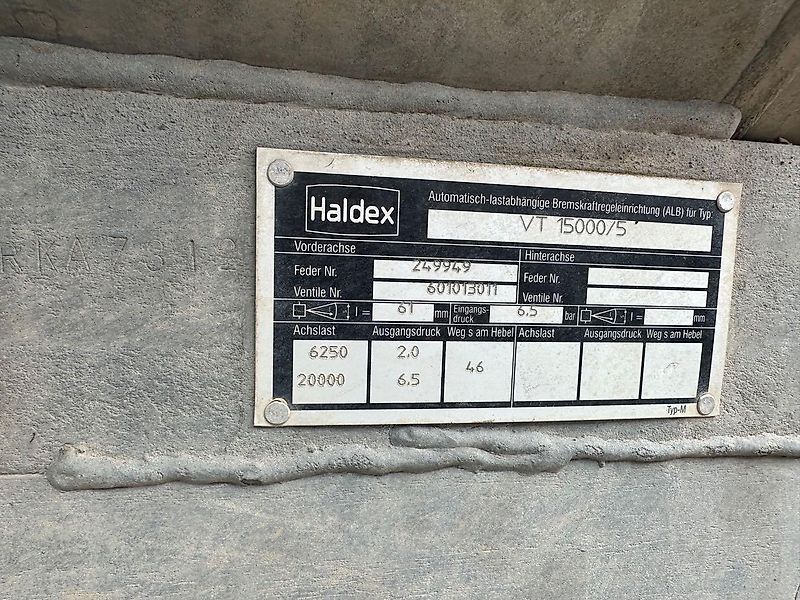 Haldex
Automatisch-lastabhängige Bremskraftregeleinrichtung (ALB) für Typ:
VT 15000/5
Vorderachse Hinterachse
Feder Nr. 249949 Feder Nr.
Ventile Nr. 601013011 Ventile Nr.
l = 61 mm Eingangsdruck 6,5 bar l = mm
Achslast Ausgangsdruck Weg s am Hebel Achslast Ausgangsdruck Weg s am Hebel
6250 2,0 46
20000 6,5
Typ-M
RKA7312